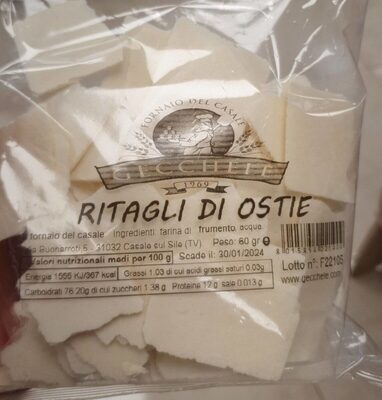 FORNAIO DEL CASALE
GECCHELE
1969
RITAGLI DI OSTIE
fornaio del casale Ingredienti: farina di frumento, acqua
Via Buonarroti,5 - 31032 Casale sul Sile (TV) Peso: 60 gr e
Valori nutrizionali medi per 100 g Scade il: 30/01/2024
Energia 1556 KJ/367 kcal Grassi 1.03 di cui acidi grassi saturi 0.03g
Carboidrati 76.20g di cui zuccheri 1.38 g Proteine 12 g sale 0.013 g
Lotto n°: F22105
www.gecchele.com